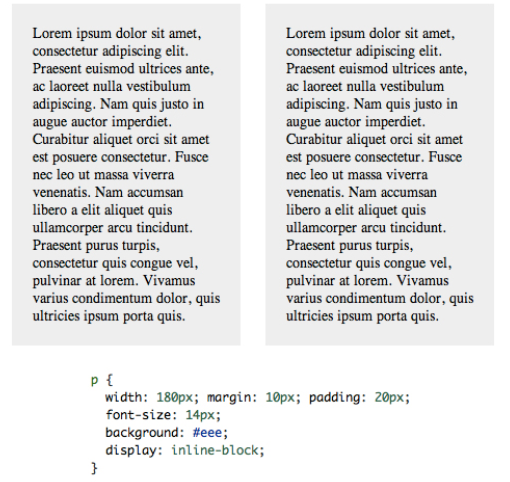 Lorem ipsum dolor sit amet,
consectetur adipiscing elit.
Praesent euismod ultrices ante,
ac laoreet nulla vestibulum
adipiscing. Nam quis justo in
augue auctor imperdiet.
Curabitur aliquet orci sit amet
est posuere consectetur. Fusce
nec leo ut massa viverra
venenatis. Nam accumsan
libero a elit aliquet quis
ullamcorper arcu tincidunt.
Praesent purus turpis,
consectetur quis congue vel,
pulvinar at lorem. Vivamus
varius condimentum dolor, quis
ultricies ipsum porta quis.
Lorem ipsum dolor sit amet,
consectetur adipiscing elit.
Praesent euismod ultrices ante,
ac laoreet nulla vestibulum
adipiscing. Nam quis justo in
augue auctor imperdiet.
Curabitur aliquet orci sit amet
est posuere consectetur. Fusce
nec leo ut massa viverra
venenatis. Nam accumsan
libero a elit aliquet quis
ullamcorper arcu tincidunt.
Praesent purus turpis,
consectetur quis congue vel,
pulvinar at lorem. Vivamus
varius condimentum dolor, quis
ultricies ipsum porta quis.
p {
width: 180px; margin: 10px; padding: 20px;
font-size: 14px;
background: #eee;
display: inline-block;
}